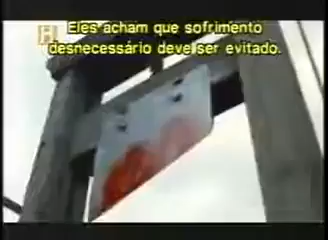 Eles acham que sofrimento
desnecessário deve ser evitado.
H